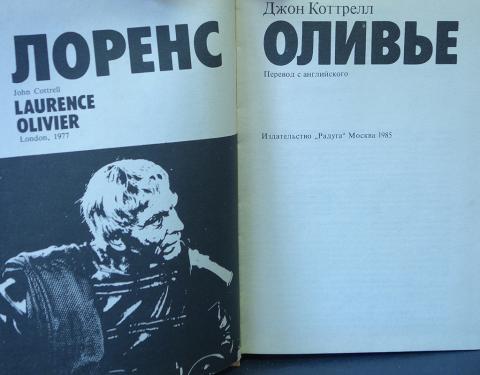 ЛОРЕНС
John Cottrell
LAURENCE
OLIVIER
London, 1977
Джон Коттрелл
ОЛИВЬЕ
Перевод с английского
Издательство „Радуга“ Москва 1985